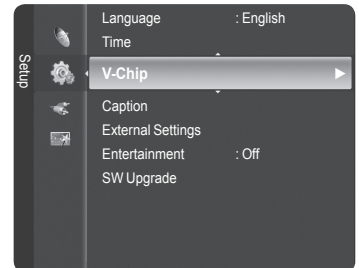 Setup
Language : English
Time
V-Chip
Caption
External Settings
Entertainment : Off
SW Upgrade